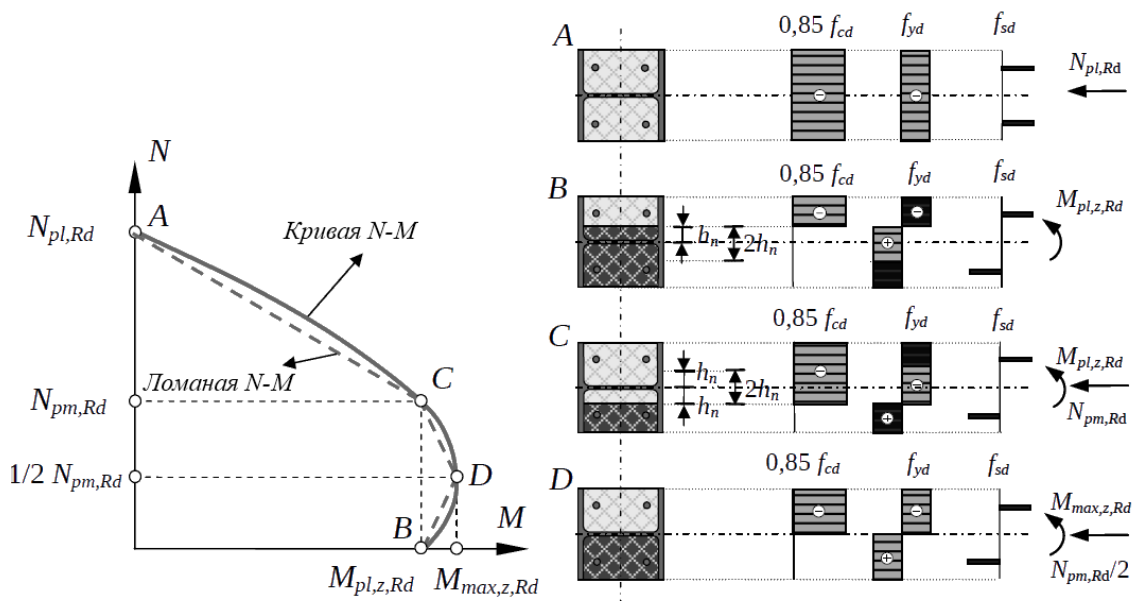 N
N_pl,Rd
A
Кривая N-M
Ломаная N-M
C
N_pm,Rd
1/2 N_pm,Rd
D
B
M
M_pl,z,Rd
M_max,z,Rd
A
0,85 f_cd
f_yd
f_sd
−
−
N_pl,Rd
B
0,85 f_cd
f_yd
f_sd
h_n
2h_n
−
−
+
M_pl,z,Rd
C
0,85 f_cd
f_yd
f_sd
h_n
h_n
2h_n
−
=
+
M_pl,z,Rd
N_pm,Rd
D
0,85 f_cd
f_yd
f_sd
−
−
+
M_max,z,Rd
N_pm,Rd/2